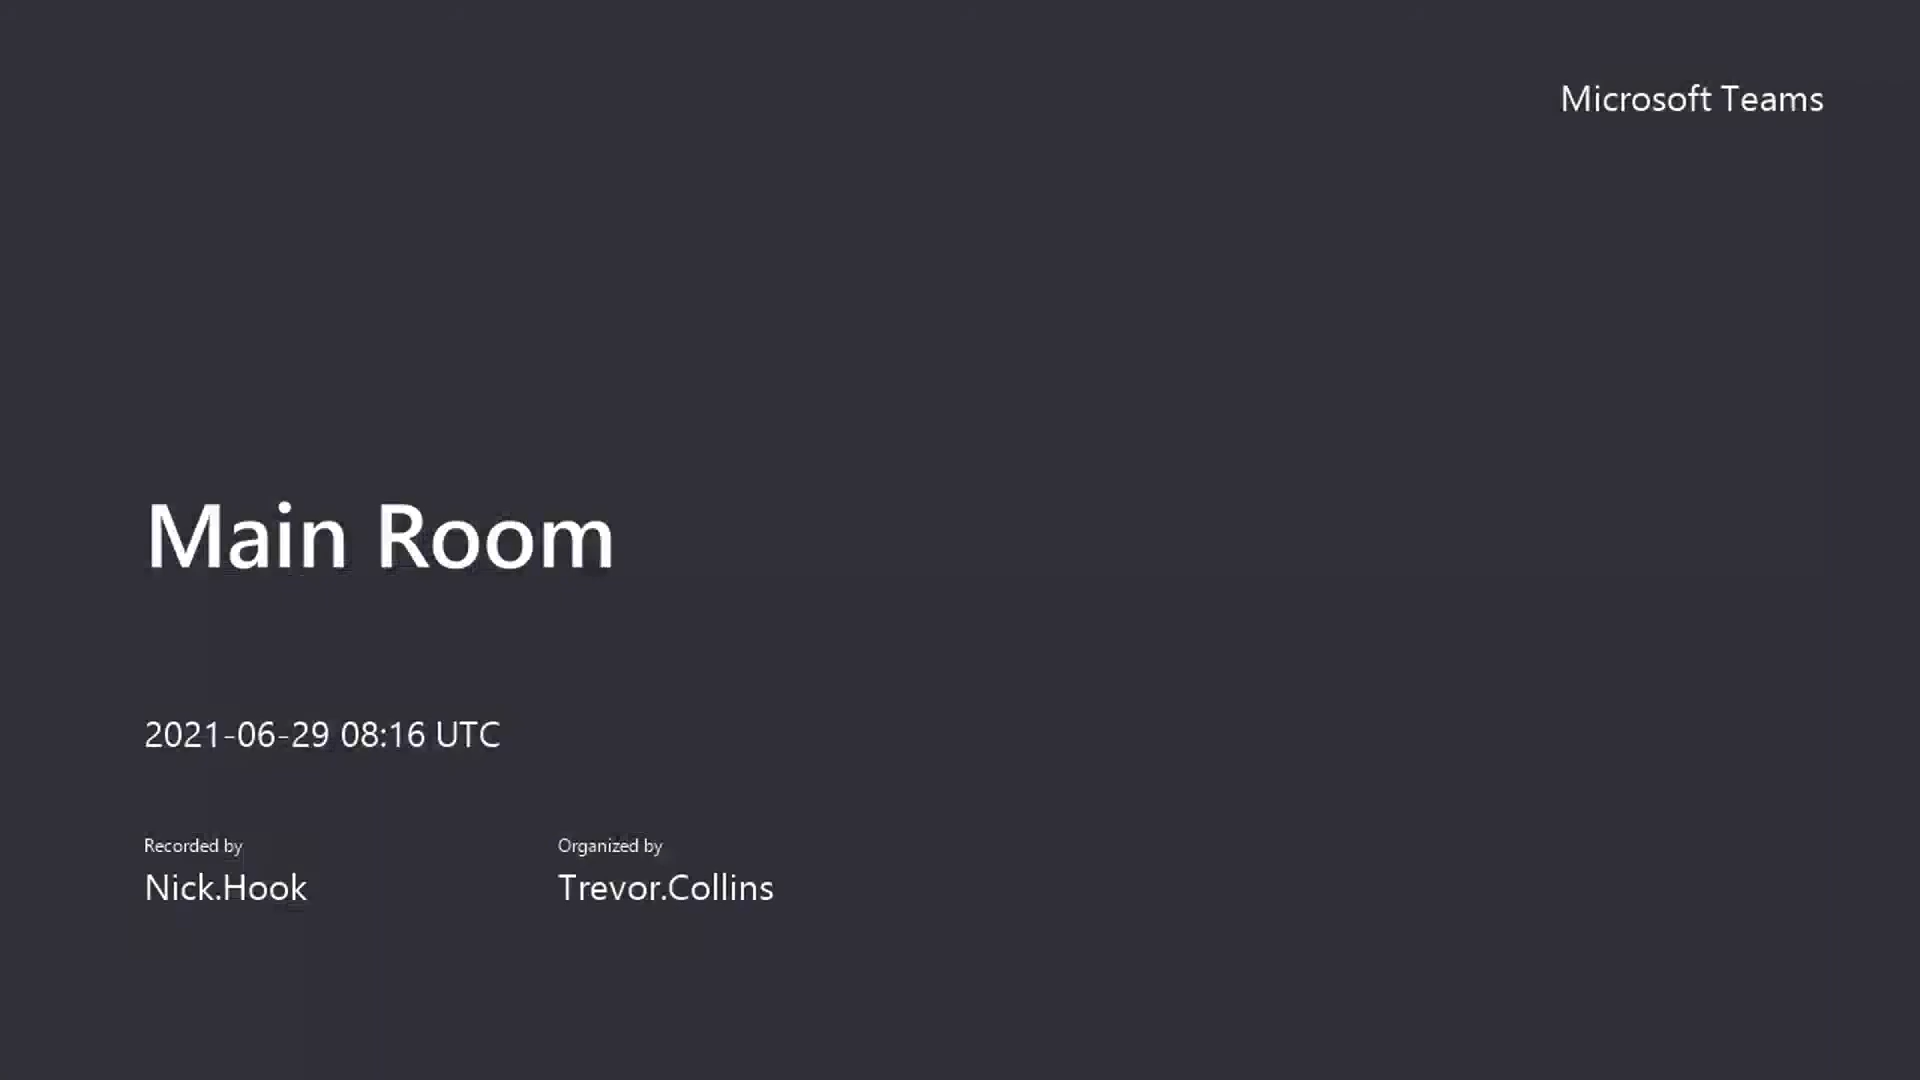 Microsoft Teams
Main Room
2021-06-29 08:16 UTC
Recorded by
Nick.Hook
Organized by
Trevor.Collins